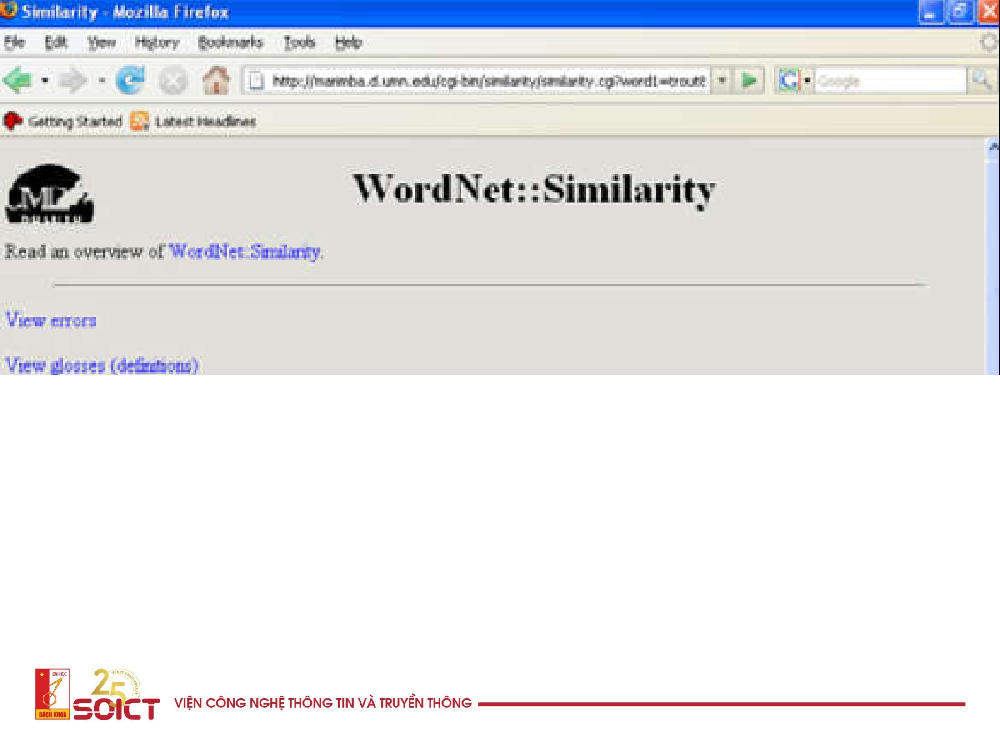 Similarity - Mozilla Firefox
File Edit View History Bookmarks Tools Help
http://marimba.d.umn.edu/cgi-bin/similarity/similarity.cgi?word1=trout&
Google
Getting Started Latest Headlines
WordNet::Similarity
Read an overview of WordNet::Similarity.
View errors
View glosses (definitions)
ĐẠI HỌC
BÁCH KHOA
25
YEARS ANNIVERSARY
SOICT
VIỆN CÔNG NGHỆ THÔNG TIN VÀ TRUYỀN THÔNG